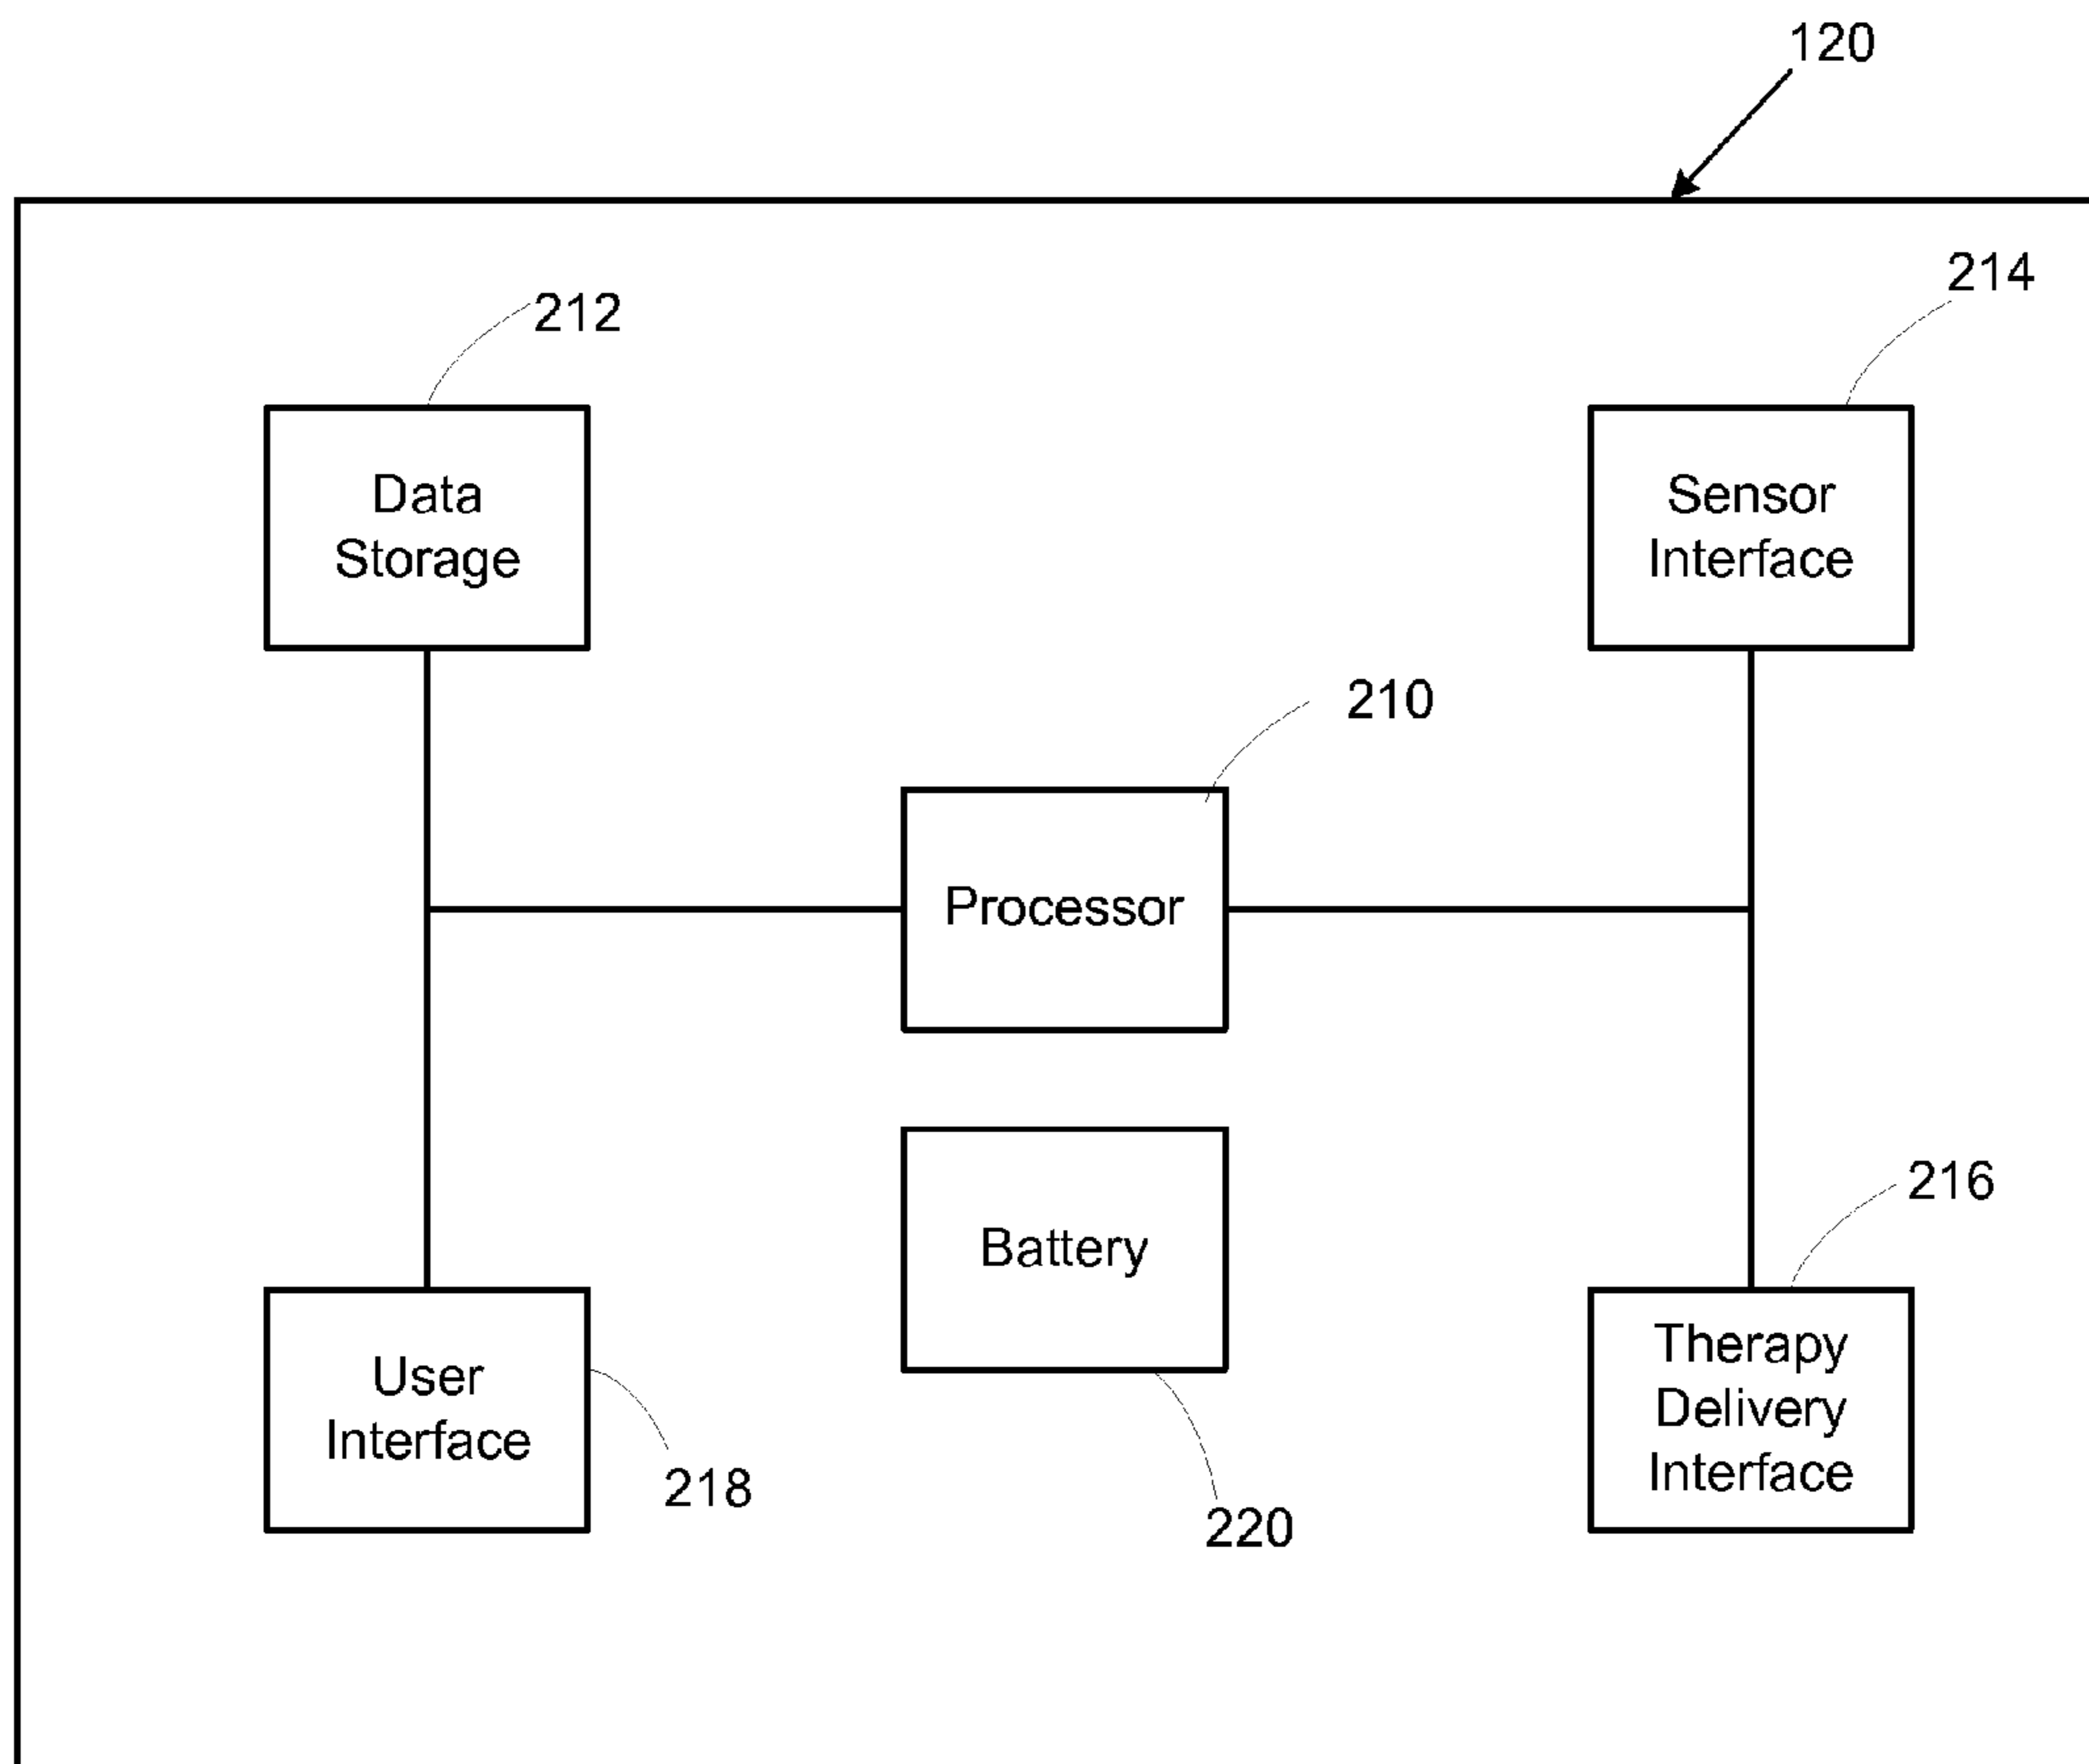 120
214
212
Data
Storage
Sensor
Interface
210
Processor
216
Battery
Therapy
Delivery
Interface
User
Interface
218
220